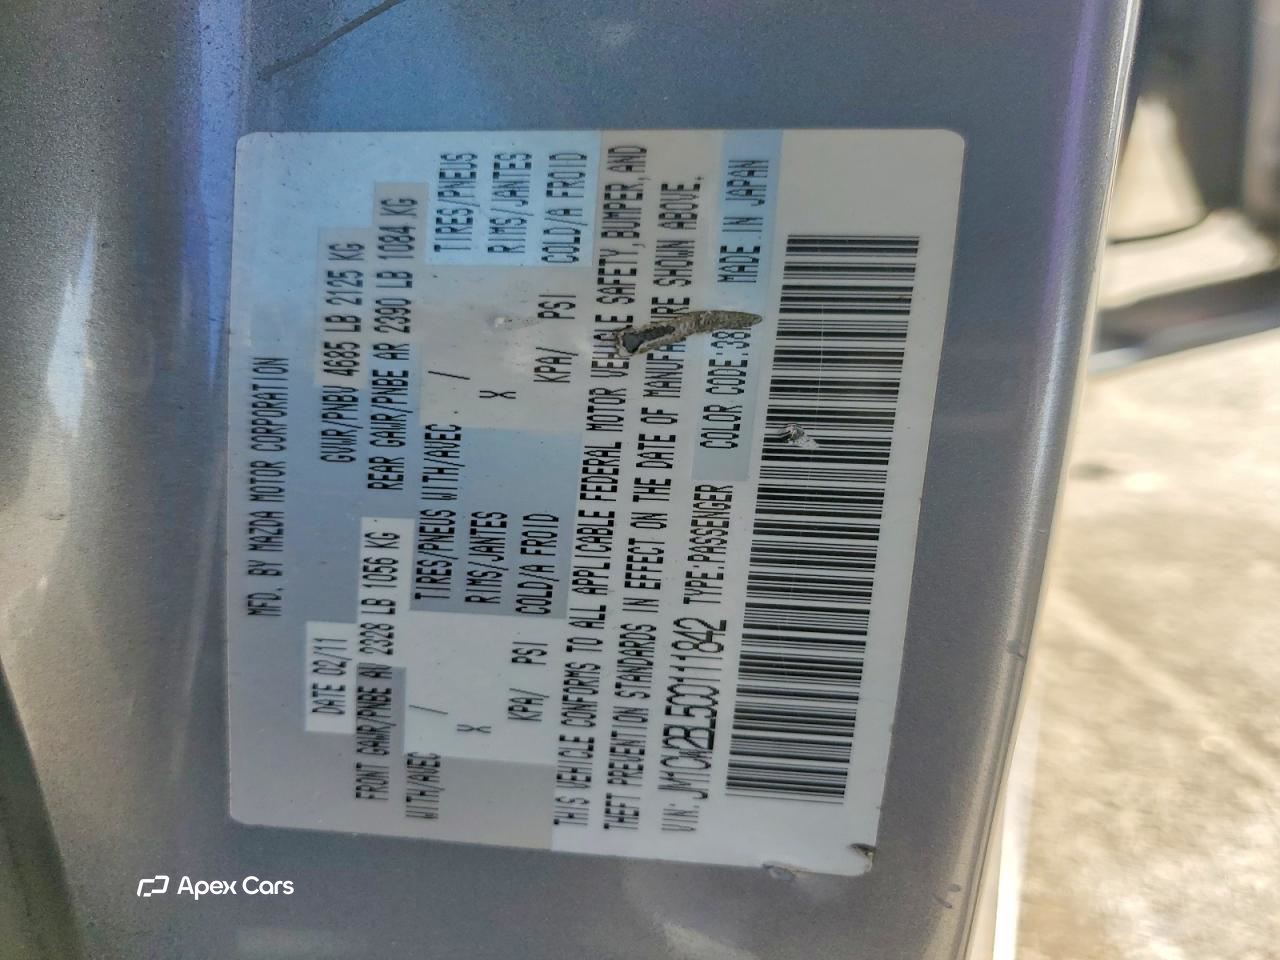 MFD. BY MAZDA MOTOR CORPORATION
DATE 02/11
GVWR/PNBV 4685 LB 2125 KG
FRONT GAWR/PNBE AV 2328 LB 1056 KG
REAR GAWR/PNBE AR 2390 LB 1084 KG
WITH/AVEC / TIRES/PNEUS WITH/AVEC / TIRES/PNEUS
X RIMS/JANTES X RIMS/JANTES
KPA/ PSI COLD/A FROID KPA/ PSI COLD/A FROID
THIS VEHICLE CONFORMS TO ALL APPLICABLE FEDERAL MOTOR VEHICLE SAFETY, BUMPER, AND
THEFT PREVENTION STANDARDS IN EFFECT ON THE DATE OF SHOWN ABOVE.
VIN: JM1CW2BL5C0111842 TYPE:PASSENGER COLOR CODE:38 MADE IN JAPAN
Apex Cars